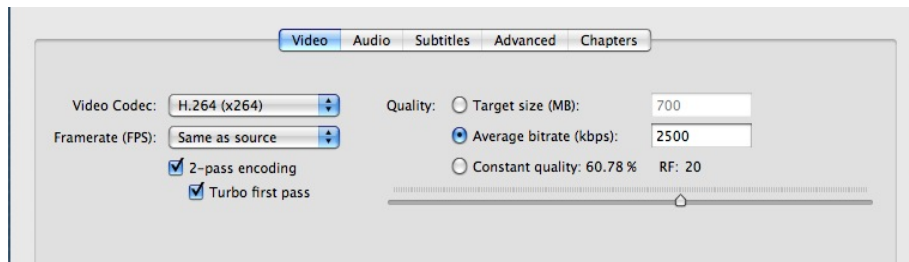 Video Audio Subtitles Advanced Chapters
Video Codec: H.264 (x264) Quality: Target size (MB): 700
Framerate (FPS): Same as source Average bitrate (kbps): 2500
2-pass encoding Constant quality: 60.78 % RF: 20
Turbo first pass